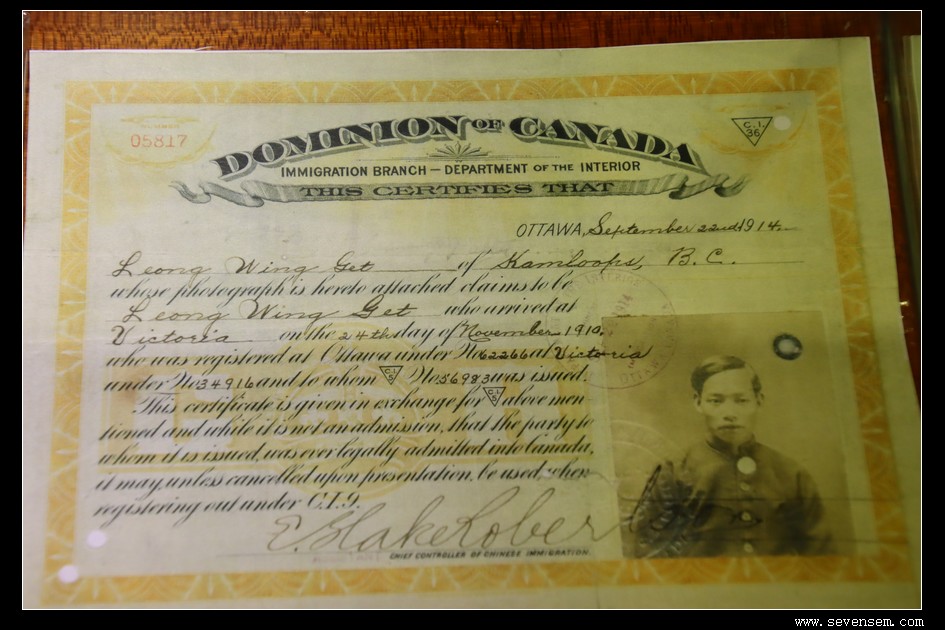 NUMBER
05817
C. I. 36
DOMINION OF CANADA
IMMIGRATION BRANCH — DEPARTMENT OF THE INTERIOR
THIS CERTIFIES THAT
OTTAWA, September 22nd 1914
Leong Wing Get of Kamloops, B.C.
whose photograph is hereto attached claims to be
Leong Wing Get who arrived at
Victoria on the 24th day of November 1910,
who was registered at Ottawa under No 62266 at Victoria
under No 34916 and to whom C.I. 5 No 56983 was issued.
This certificate is given in exchange for C.I. 5 above men-
tioned and while it is not an admission, that the party to
whom it is issued, was ever legally admitted into Canada,
it may, unless cancelled upon presentation, be used when
registering out under C.I.9.
CHIEF CONTROLLER OF CHINESE IMMIGRATION.
www.sevensem.com